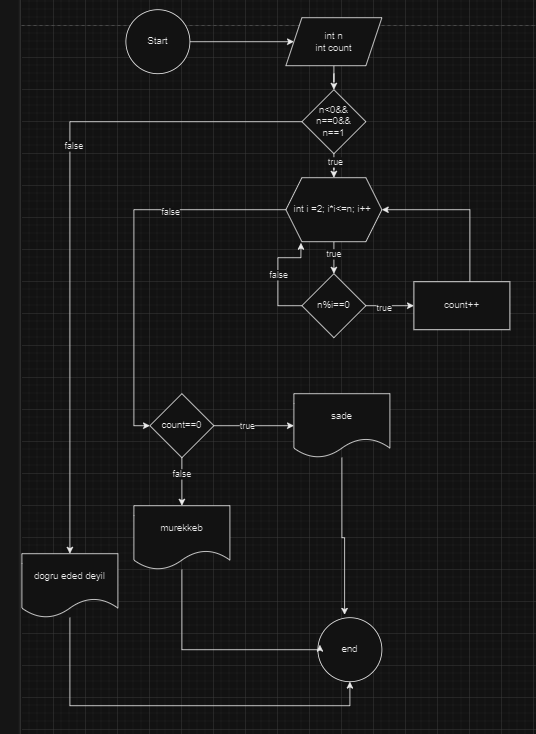 Start
int n
int count
n<0&&
n==0&&
n==1
false
true
int i =2; i*i<=n; i++
false
true
false
n%i==0
true
count++
count==0
true
sade
false
murekkeb
dogru eded deyil
end